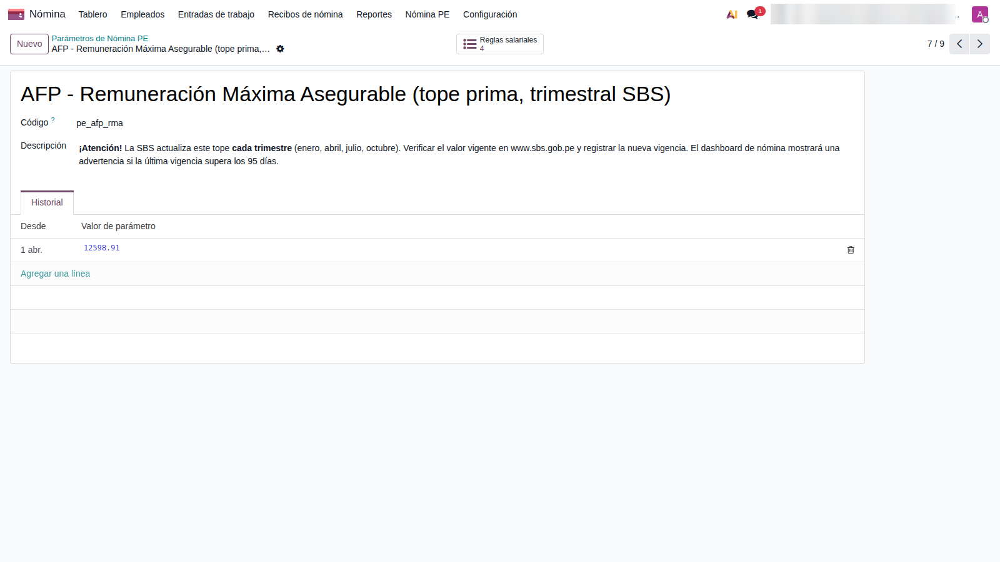 Nómina Tablero Empleados Entradas de trabajo Recibos de nómina Reportes Nómina PE Configuración AI 1 A
Nuevo
Parámetros de Nómina PE
AFP - Remuneración Máxima Asegurable (tope prima,...
Reglas salariales
4
7 / 9
AFP - Remuneración Máxima Asegurable (tope prima, trimestral SBS)
Código ? pe_afp_rma
Descripción
¡Atención! La SBS actualiza este tope cada trimestre (enero, abril, julio, octubre). Verificar el valor vigente en www.sbs.gob.pe y registrar la nueva vigencia. El dashboard de nómina mostrará una
advertencia si la última vigencia supera los 95 días.
Historial
Desde Valor de parámetro
1 abr. 12598.91
Agregar una línea